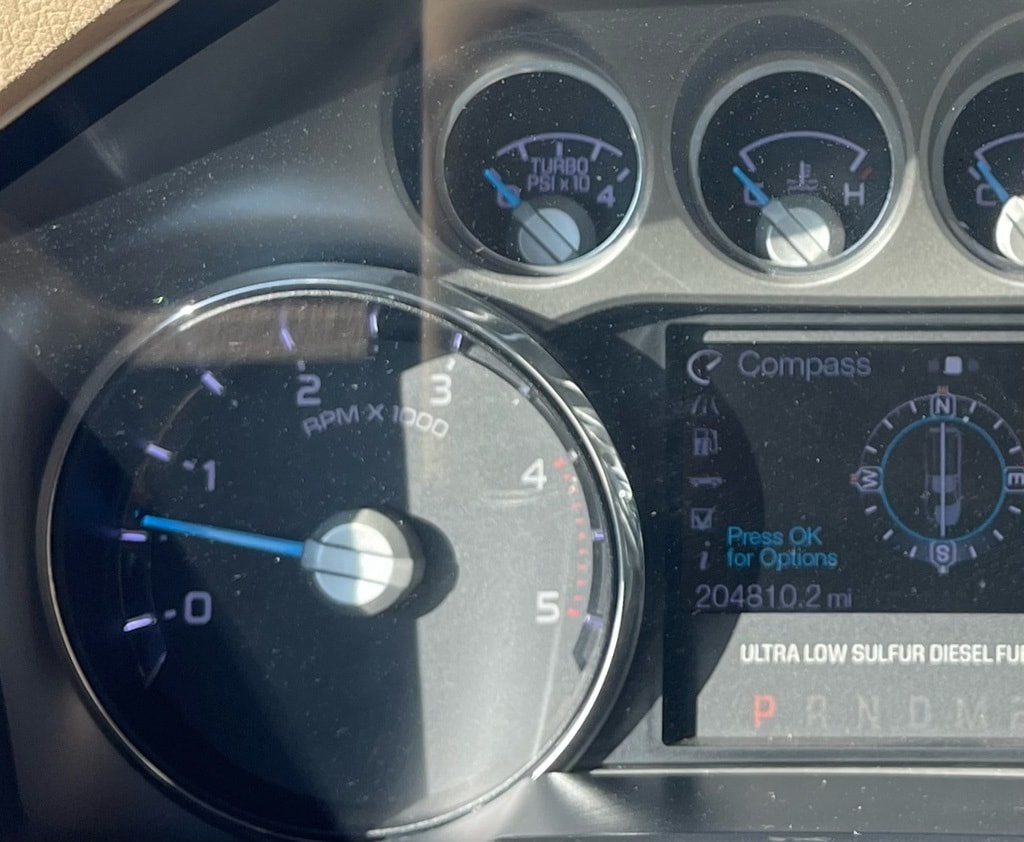 TURBO
PSI x 10
0 4
C H
C
0 1 2 3 4 5
RPM X 1000
Compass
N
W E
S
Press OK
for Options
i
204810.2 mi
ULTRA LOW SULFUR DIESEL
P R N D M 2